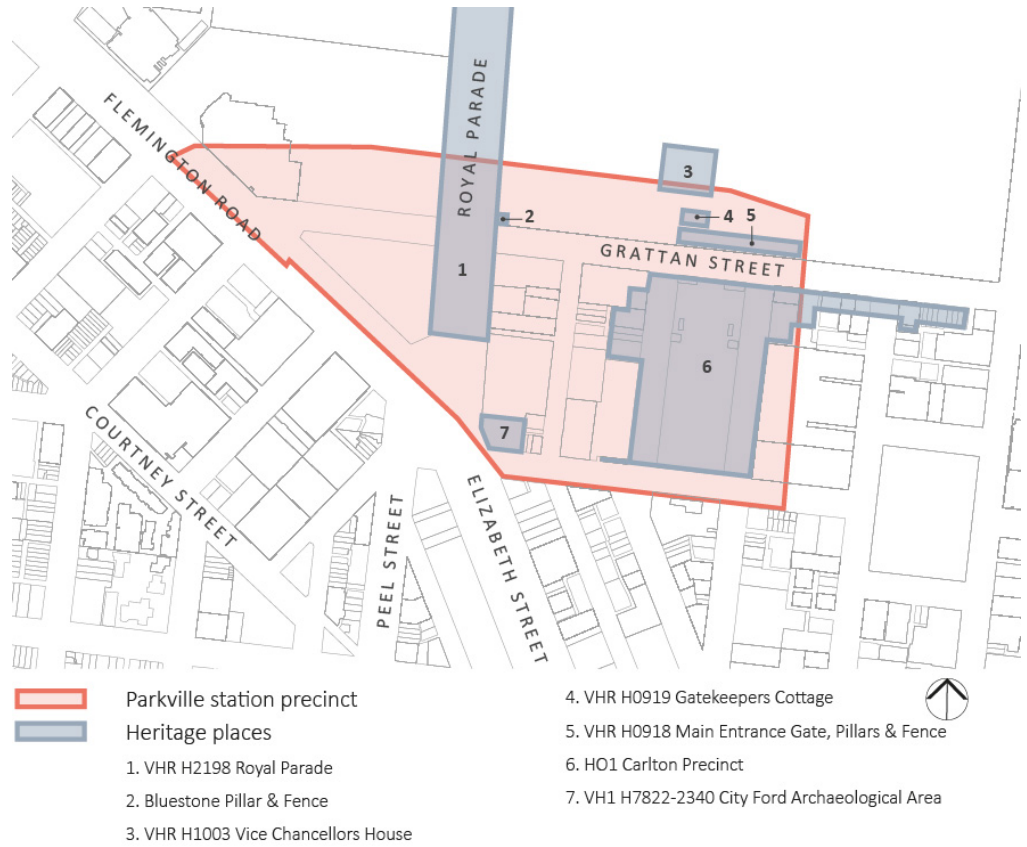 FLEMINGTON ROAD
ROYAL PARADE
1
2
3
4
5
GRATTAN STREET
6
7
COURTNEY STREET
PEEL STREET
ELIZABETH STREET
Parkville station precinct
Heritage places
1. VHR H2198 Royal Parade
2. Bluestone Pillar & Fence
3. VHR H1003 Vice Chancellors House
4. VHR H0919 Gatekeepers Cottage
5. VHR H0918 Main Entrance Gate, Pillars & Fence
6. HO1 Carlton Precinct
7. VH1 H7822-2340 City Ford Archaeological Area